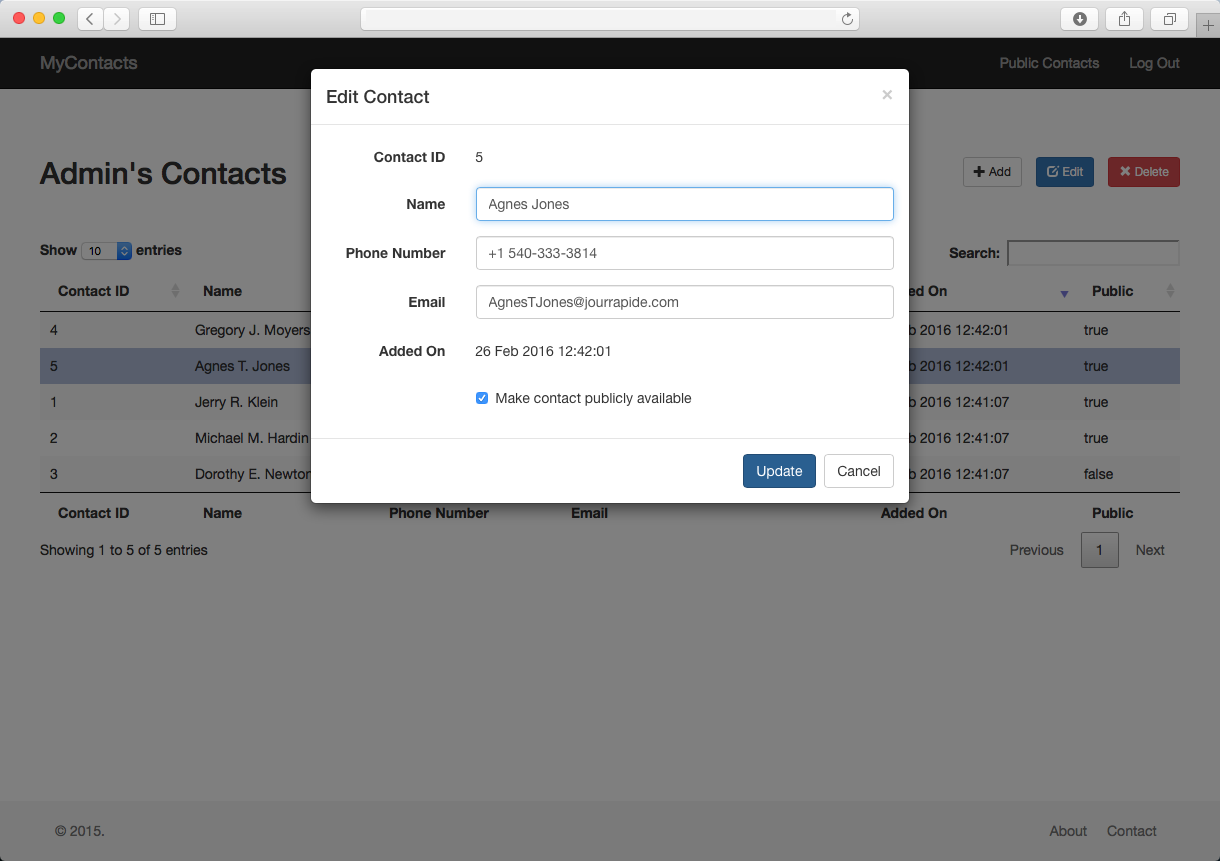 MyContacts Public Contacts Log Out
Edit Contact ×
Contact ID 5
Admin's Contacts Add Edit Delete
Name Agnes Jones
Show 10 entries Phone Number +1 540-333-3814 Search:
Contact ID Name Email AgnesTJones@jourrapide.com ed On Public
4 Gregory J. Moyers b 2016 12:42:01 true
Added On 26 Feb 2016 12:42:01
5 Agnes T. Jones b 2016 12:42:01 true
1 Jerry R. Klein Make contact publicly available b 2016 12:41:07 true
2 Michael M. Hardin b 2016 12:41:07 true
3 Dorothy E. Newton Update Cancel b 2016 12:41:07 false
Contact ID Name Phone Number Email Added On Public
Showing 1 to 5 of 5 entries Previous 1 Next
© 2015. About Contact